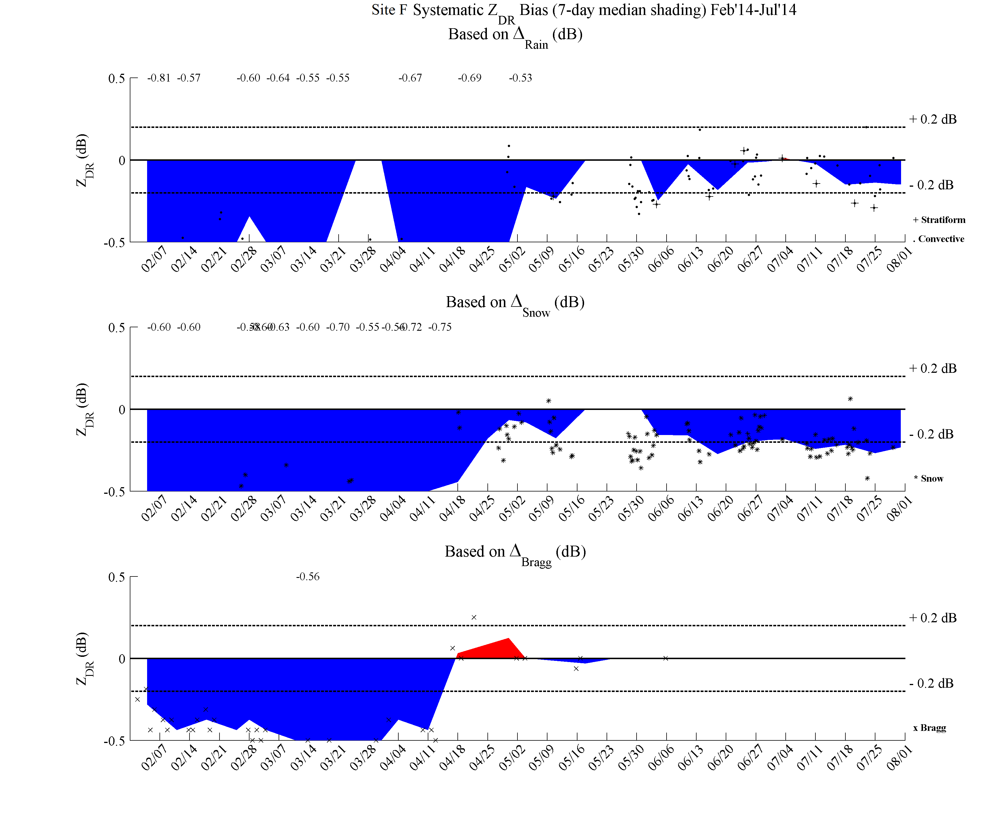 Site F Systematic Z_DR Bias (7-day median shading) Feb'14-Jul'14
Based on Δ_Rain (dB)
0.5 -0.81 -0.57 -0.60 -0.64 -0.55 -0.55 -0.67 -0.69 -0.53
+ 0.2 dB
0
Z_DR (dB)
- 0.2 dB
+ Stratiform
. Convective
-0.5
02/07 02/14 02/21 02/28 03/07 03/14 03/21 03/28 04/04 04/11 04/18 04/25 05/02 05/09 05/16 05/23 05/30 06/06 06/13 06/20 06/27 07/04 07/11 07/18 07/25 08/01
Based on Δ_Snow (dB)
0.5 -0.60 -0.60 -0.58 -0.60 -0.63 -0.60 -0.70 -0.55 -0.56 -0.72 -0.75
+ 0.2 dB
0
Z_DR (dB)
- 0.2 dB
* Snow
-0.5
02/07 02/14 02/21 02/28 03/07 03/14 03/21 03/28 04/04 04/11 04/18 04/25 05/02 05/09 05/16 05/23 05/30 06/06 06/13 06/20 06/27 07/04 07/11 07/18 07/25 08/01
Based on Δ_Bragg (dB)
0.5 -0.56
+ 0.2 dB
0
Z_DR (dB)
- 0.2 dB
x Bragg
-0.5
02/07 02/14 02/21 02/28 03/07 03/14 03/21 03/28 04/04 04/11 04/18 04/25 05/02 05/09 05/16 05/23 05/30 06/06 06/13 06/20 06/27 07/04 07/11 07/18 07/25 08/01